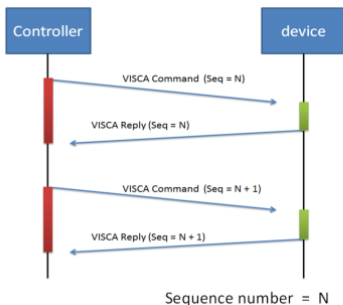 Controller
device
VISCA Command (Seq = N)
VISCA Reply (Seq = N)
VISCA Command (Seq = N + 1)
VISCA Reply (Seq = N + 1)
Sequence number = N